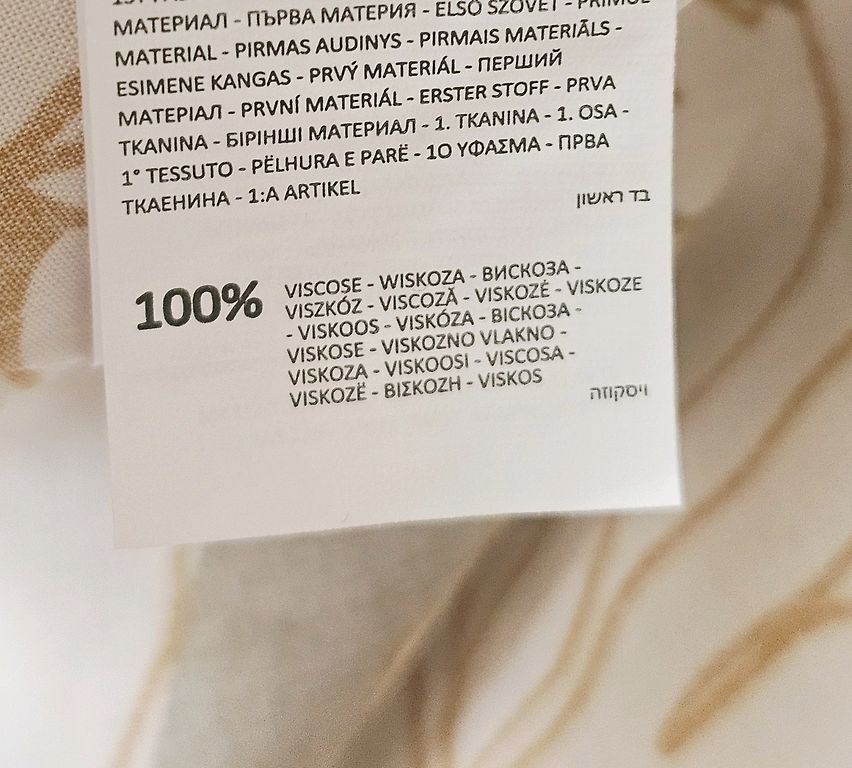 МАТЕРИАЛ - ПЪРВА МАТЕРИЯ - ELSŐ SZÖVET - PRIMUL
MATERIAL - PIRMAS AUDINYS - PIRMAIS MATERIĀLS -
ESIMENE KANGAS - PRVÝ MATERIÁL - ПЕРШИЙ
МАТЕРІАЛ - PRVNÍ MATERIÁL - ERSTER STOFF - PRVA
TKANINA - БІРІНШІ МАТЕРИАЛ - 1. TKANINA - 1. OSA -
1° TESSUTO - PËLHURA E PARË - 1Ο ΥΦΑΣΜΑ - ПРВА
ТКАЕНИНА - 1:A ARTIKEL
בד ראשון
100%
VISCOSE - WISKOZA - ВИСКОЗА -
VISZKÓZ - VISCOZĂ - VISKOZĖ - VISKOZE
- VISKOOS - VISKÓZA - ВІСКОЗА -
VISKOSE - VISKOZNO VLAKNO -
VISKOZA - VISKOOSI - VISCOSA -
VISKOZË - ΒΙΣΚΟΖΗ - VISKOS
ויסקוזה